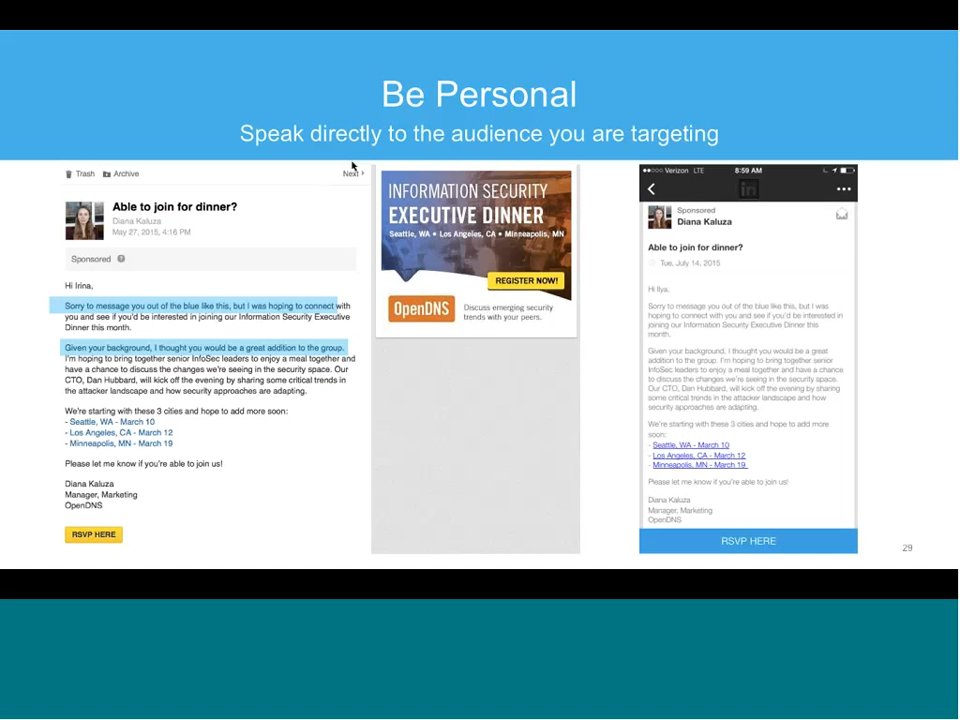 Be Personal
Speak directly to the audience you are targeting
Trash Archive Next ›
Able to join for dinner?
Diana Kaluza
May 27, 2015, 4:16 PM
Sponsored ?
Hi Irina,
Sorry to message you out of the blue like this, but I was hoping to connect with
you and see if you'd be interested in joining our Information Security Executive
Dinner this month.
Given your background, I thought you would be a great addition to the group.
I'm hoping to bring together senior InfoSec leaders to enjoy a meal together and
have a chance to discuss the changes we're seeing in the security space. Our
CTO, Dan Hubbard, will kick off the evening by sharing some critical trends in
the attacker landscape and how security approaches are adapting.
We're starting with these 3 cities and hope to add more soon:
- Seattle, WA - March 10
- Los Angeles, CA - March 12
- Minneapolis, MN - March 19
Please let me know if you're able to join us!
Diana Kaluza
Manager, Marketing
OpenDNS
RSVP HERE
INFORMATION SECURITY
EXECUTIVE DINNER
Seattle, WA • Los Angeles, CA • Minneapolis, MN
REGISTER NOW!
OpenDNS
Discuss emerging security
trends with your peers.
Verizon LTE 8:59 AM
in
Sponsored
Diana Kaluza
Able to join for dinner?
Tue, July 14, 2015
Hi Ilya,
Sorry to message you out of the blue like this, but I was
hoping to connect with you and see if you'd be interested in
joining our Information Security Executive Dinner this
month.
Given your background, I thought you would be a great
addition to the group. I'm hoping to bring together senior
InfoSec leaders to enjoy a meal together and have a chance
to discuss the changes we're seeing in the security space.
Our CTO, Dan Hubbard, will kick off the evening by sharing
some critical trends in the attacker landscape and how
security approaches are adapting.
We're starting with these 3 cities and hope to add more
soon:
- Seattle, WA - March 10
- Los Angeles, CA - March 12
- Minneapolis, MN - March 19
Please let me know if you're able to join us!
Diana Kaluza
Manager, Marketing
OpenDNS
RSVP HERE
29